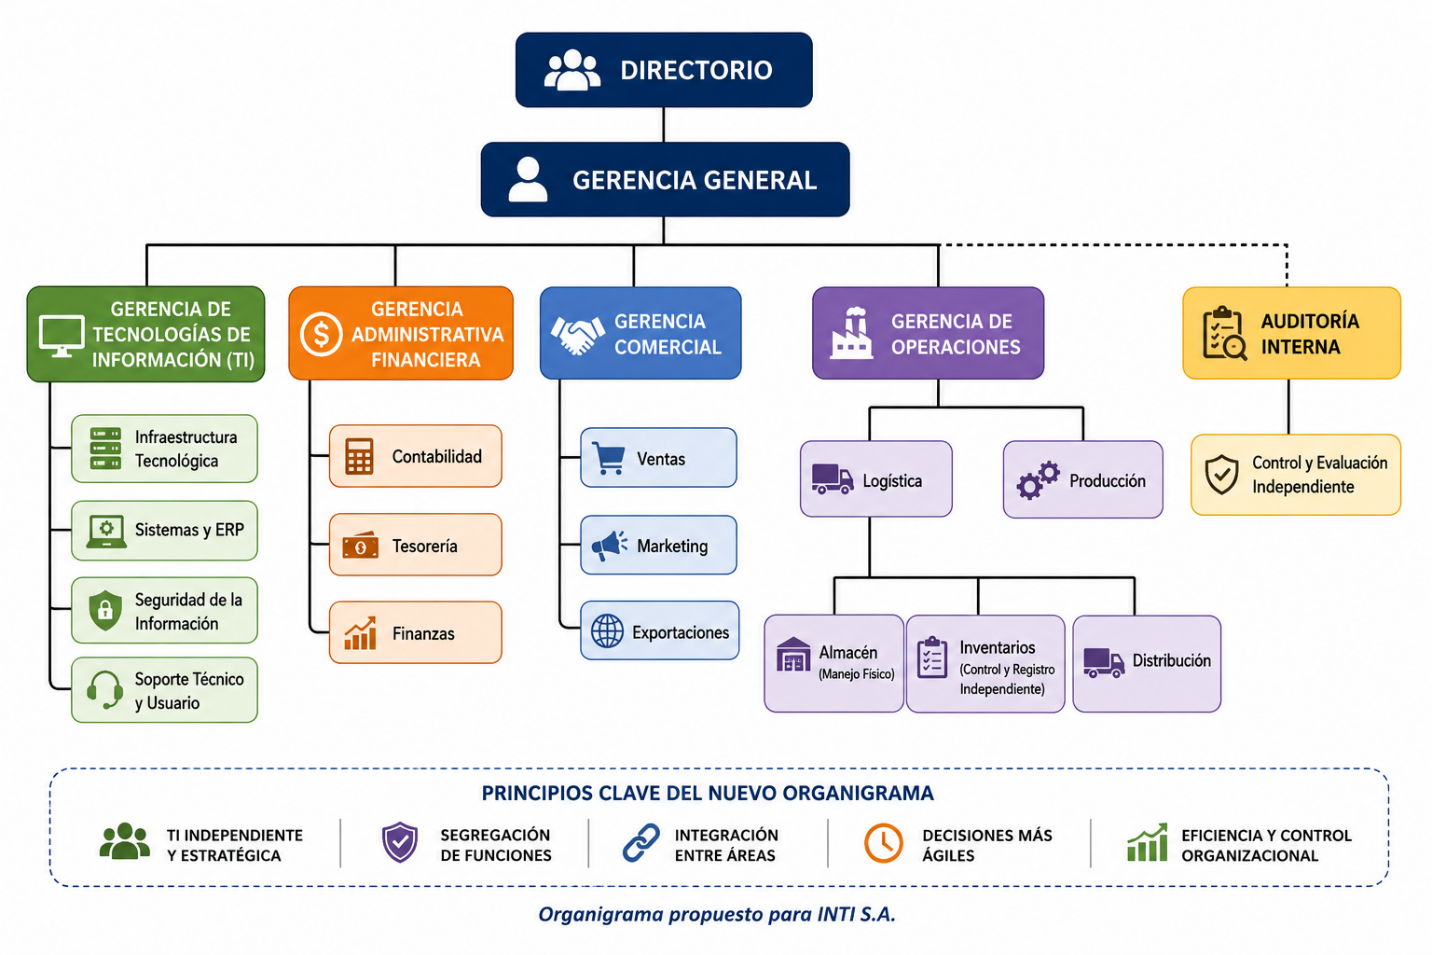 DIRECTORIO
GERENCIA GENERAL
GERENCIA DE
TECNOLOGÍAS DE
INFORMACIÓN (TI)
GERENCIA
ADMINISTRATIVA
FINANCIERA
GERENCIA
COMERCIAL
GERENCIA DE
OPERACIONES
AUDITORÍA
INTERNA
Infraestructura
Tecnológica
Sistemas y ERP
Seguridad de la
Información
Soporte Técnico
y Usuario
Contabilidad
Tesorería
Finanzas
Ventas
Marketing
Exportaciones
Logística
Producción
Almacén
(Manejo Físico)
Inventarios
(Control y Registro
Independiente)
Distribución
Control y Evaluación
Independiente
PRINCIPIOS CLAVE DEL NUEVO ORGANIGRAMA
TI INDEPENDIENTE
Y ESTRATÉGICA
SEGREGACIÓN
DE FUNCIONES
INTEGRACIÓN
ENTRE ÁREAS
DECISIONES MÁS
ÁGILES
EFICIENCIA Y CONTROL
ORGANIZACIONAL
Organigrama propuesto para INTI S.A.